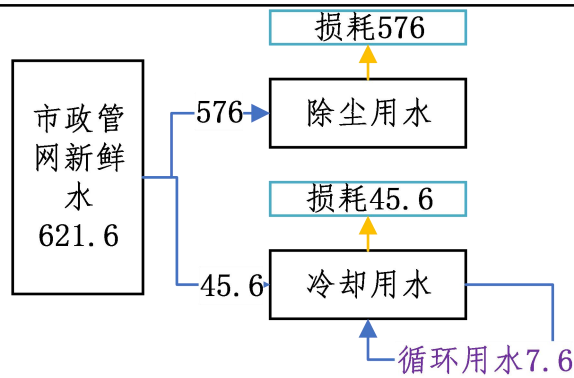 损耗576
市政管
网新鲜
水
621.6
576
除尘用水
损耗45.6
45.6
冷却用水
循环用水7.6